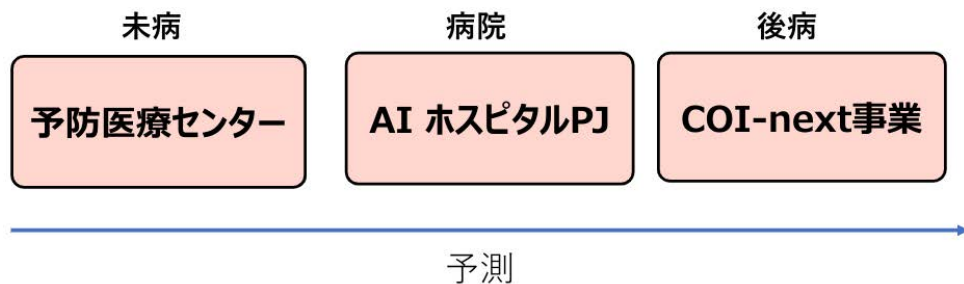 未病
病院
後病
予防医療センター
AI ホスピタルPJ
COI-next事業
予測